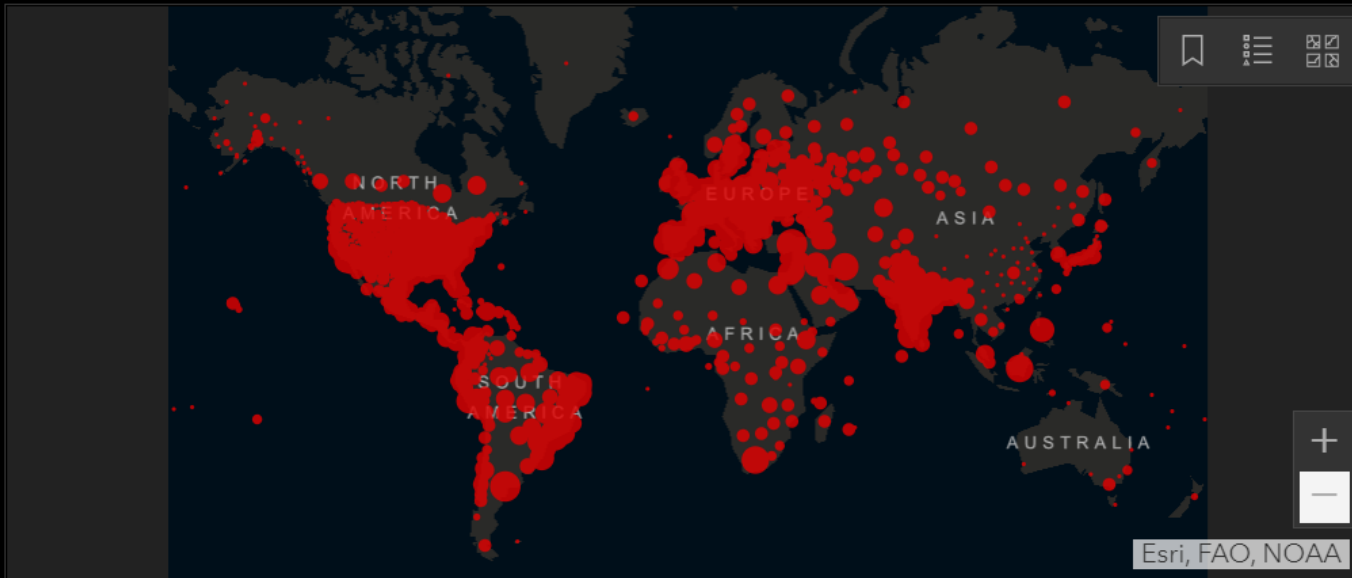 NORTH
AMERICA
EUROPE
ASIA
AFRICA
SOUTH
AMERICA
AUSTRALIA
Esri, FAO, NOAA